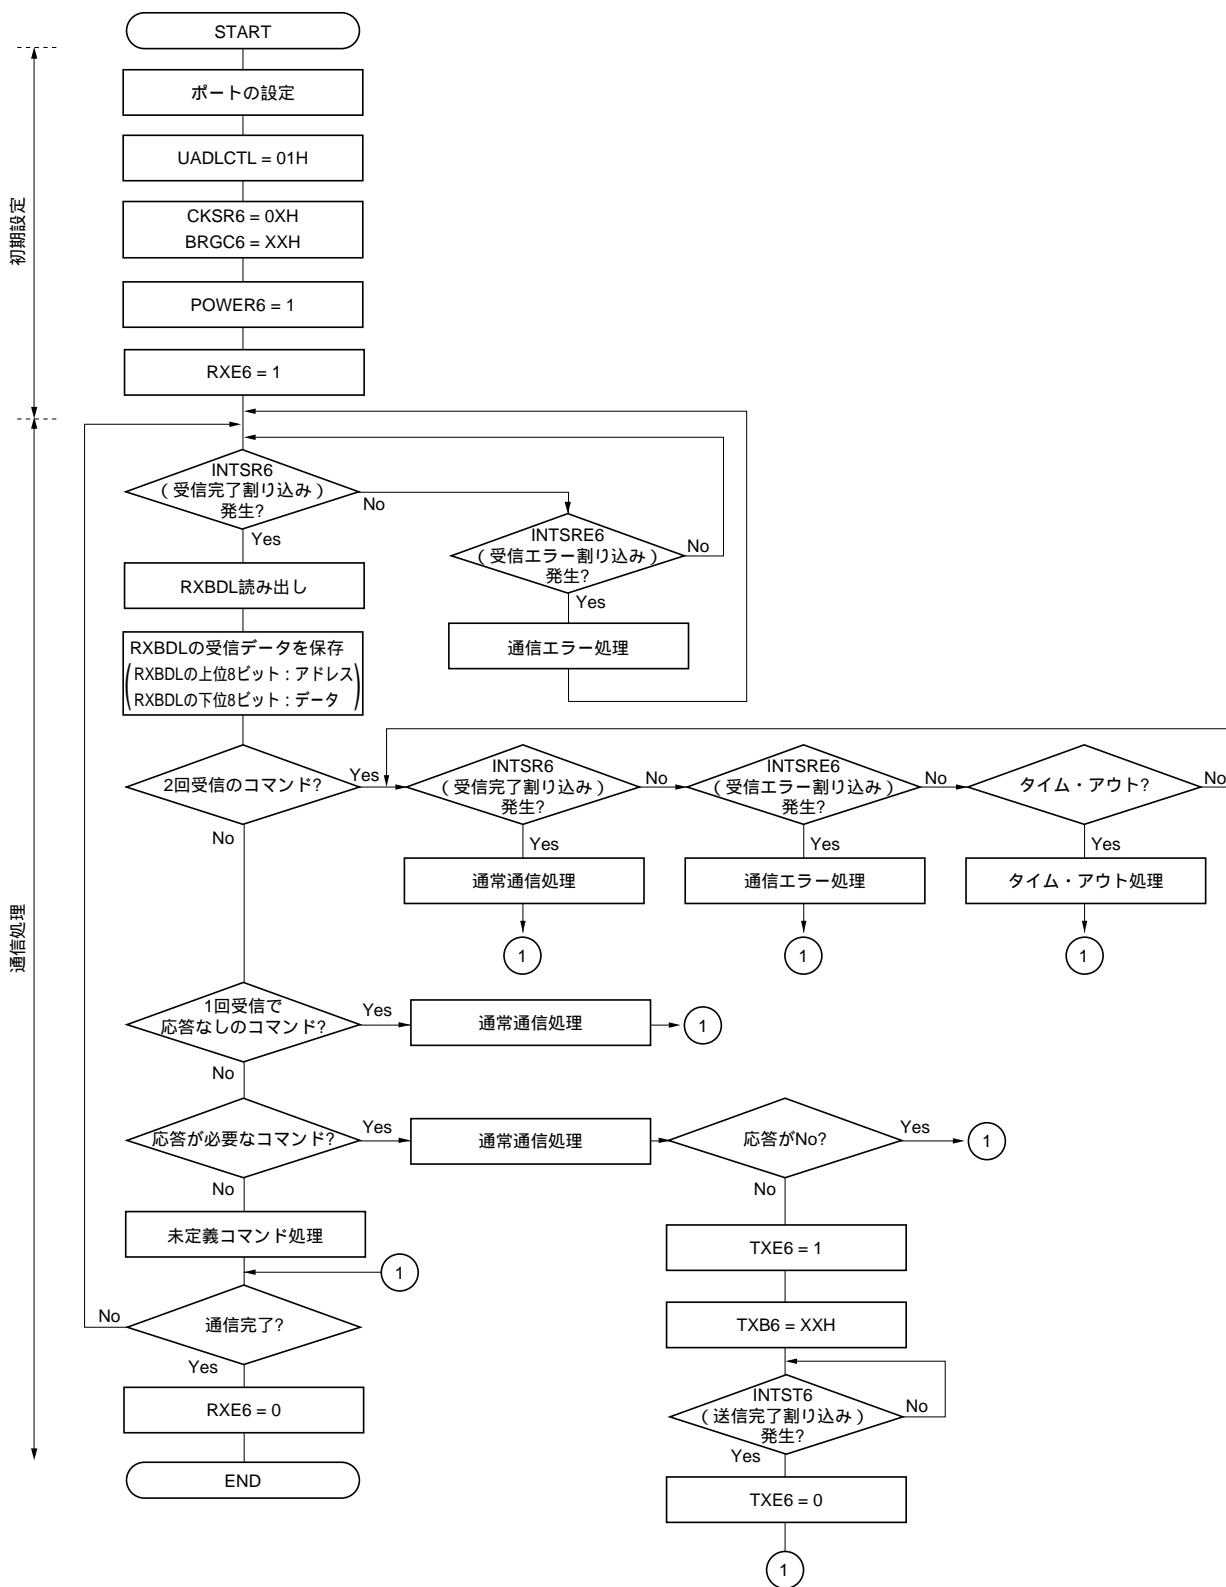 START
初期設定
ポートの設定
UADLCTL = 01H
CKSR6 = 0XH
BRGC6 = XXH
POWER6 = 1
RXE6 = 1
通信処理
INTSR6
(受信完了割り込み)
発生?
No
Yes
INTSRE6
(受信エラー割り込み)
発生?
No
Yes
通信エラー処理
RXBDL読み出し
RXBDLの受信データを保存
(RXBDLの上位8ビット:アドレス
RXBDLの下位8ビット:データ)
2回受信のコマンド?
Yes
No
INTSR6
(受信完了割り込み)
発生?
No
Yes
通常通信処理
1
INTSRE6
(受信エラー割り込み)
発生?
No
Yes
通信エラー処理
1
タイム・アウト?
No
Yes
タイム・アウト処理
1
1回受信で
応答なしのコマンド?
Yes
No
通常通信処理
1
応答が必要なコマンド?
Yes
No
通常通信処理
応答がNo?
Yes
1
No
未定義コマンド処理
1
通信完了?
No
Yes
RXE6 = 0
END
TXE6 = 1
TXB6 = XXH
INTST6
(送信完了割り込み)
発生?
No
Yes
TXE6 = 0
1